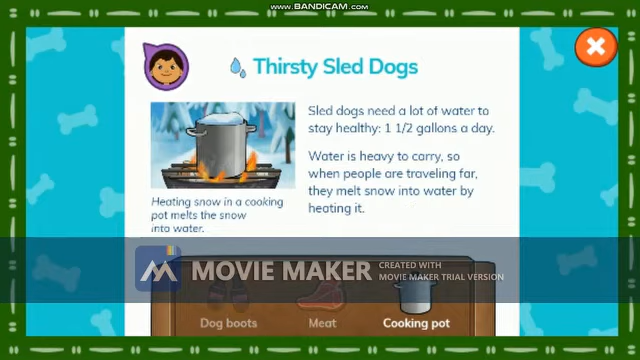 www.BANDICAM.com
Thirsty Sled Dogs
Sled dogs need a lot of water to
stay healthy: 1 1/2 gallons a day.
Water is heavy to carry, so
when people are traveling far,
they melt snow into water by
heating it.
Heating snow in a cooking
pot melts the snow
into water.
MOVIE MAKER
CREATED WITH
MOVIE MAKER TRIAL VERSION
Dog boots
Meat
Cooking pot